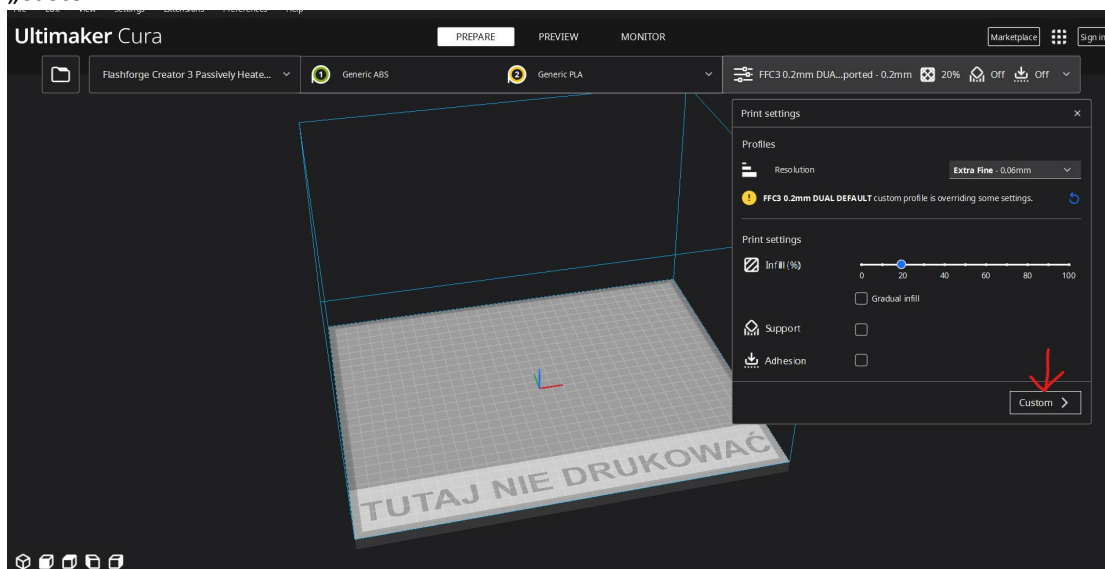 Ultimaker Cura
PREPARE
PREVIEW
MONITOR
Marketplace
Sign in
Flashforge Creator 3 Passively Heate...
1
Generic ABS
2
Generic PLA
FFC3 0.2mm DUA...ported - 0.2mm
20%
Off
Off
Print settings
Profiles
Resolution
Extra Fine - 0.06mm
FFC3 0.2mm DUAL DEFAULT custom profile is overriding some settings.
Print settings
Infill (%)
0 20 40 60 80 100
Gradual infill
Support
Adhesion
Custom
TUTAJ NIE DRUKOWAĆ